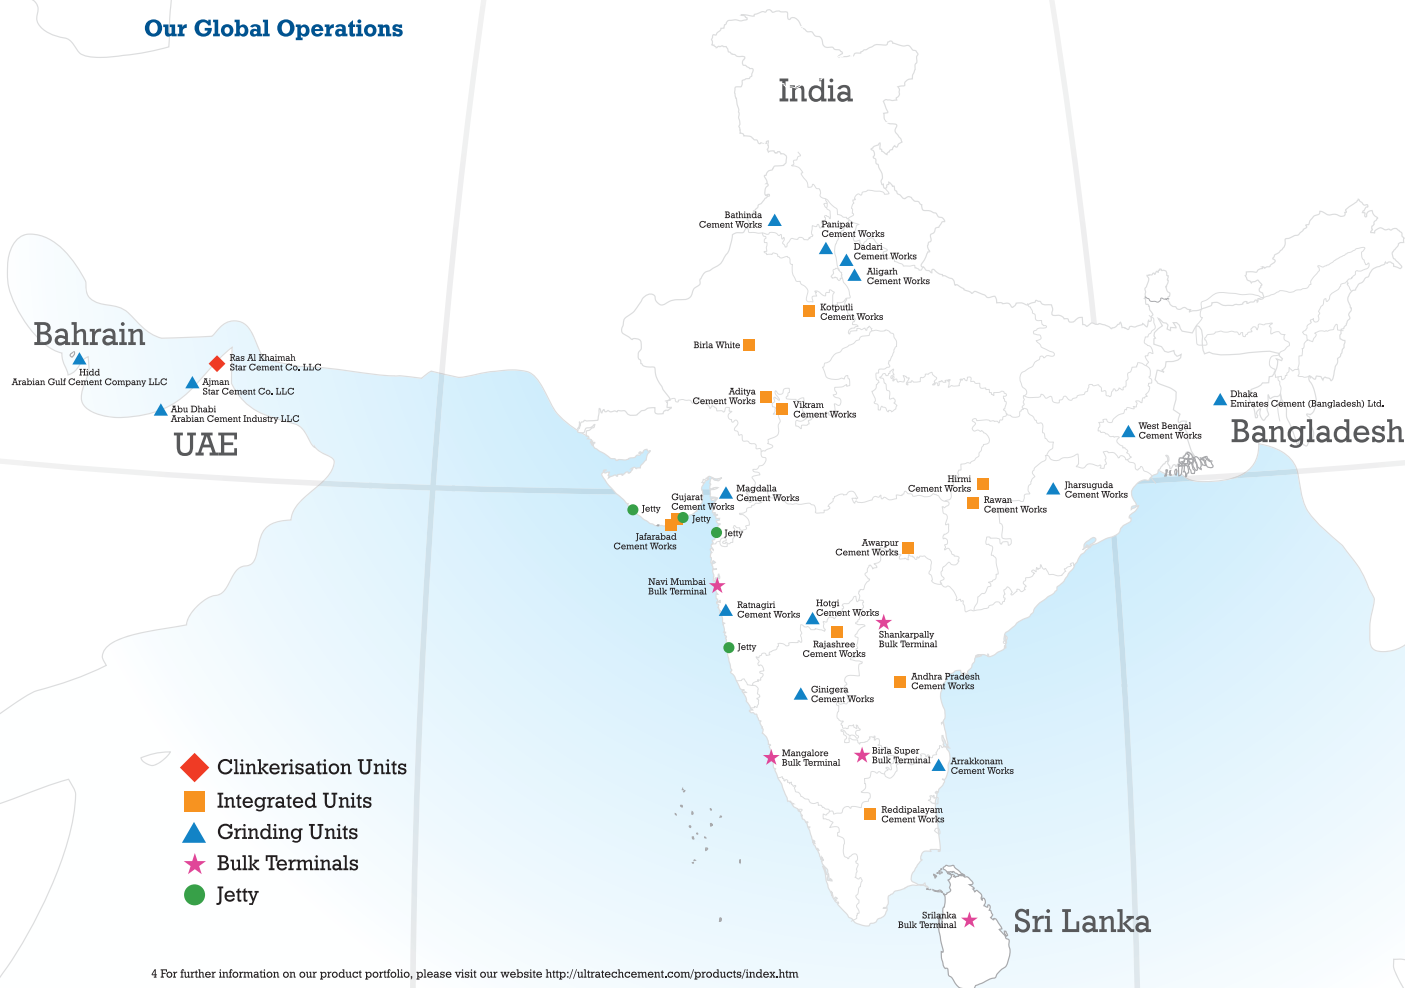 Our Global Operations
India
Bathinda
Cement Works
Panipat
Cement Works
Dadari
Cement Works
Aligarh
Cement Works
Kotputli
Cement Works
Birla White
Aditya
Cement Works
Vikram
Cement Works
Bahrain
Hidd
Arabian Gulf Cement Company LLC
Ras Al Khaimah
Star Cement Co. LLC
Ajman
Star Cement Co. LLC
Abu Dhabi
Arabian Cement Industry LLC
UAE
Dhaka
Emirates Cement (Bangladesh) Ltd.
Bangladesh
West Bengal
Cement Works
Hirmi
Cement Works
Rawan
Cement Works
Jharsuguda
Cement Works
Magdalla
Cement Works
Gujarat
Cement Works
Jetty
Jetty
Jetty
Jafarabad
Cement Works
Awarpur
Cement Works
Navi Mumbai
Bulk Terminal
Ratnagiri
Cement Works
Hotgi
Cement Works
Shankarpally
Bulk Terminal
Rajashree
Cement Works
Jetty
Andhra Pradesh
Cement Works
Ginigera
Cement Works
Mangalore
Bulk Terminal
Birla Super
Bulk Terminal
Arrakkonam
Cement Works
Reddipalayam
Cement Works
Srilanka
Bulk Terminal
Sri Lanka
Clinkerisation Units
Integrated Units
Grinding Units
Bulk Terminals
Jetty
4 For further information on our product portfolio, please visit our website http://ultratechcement.com/products/index.htm